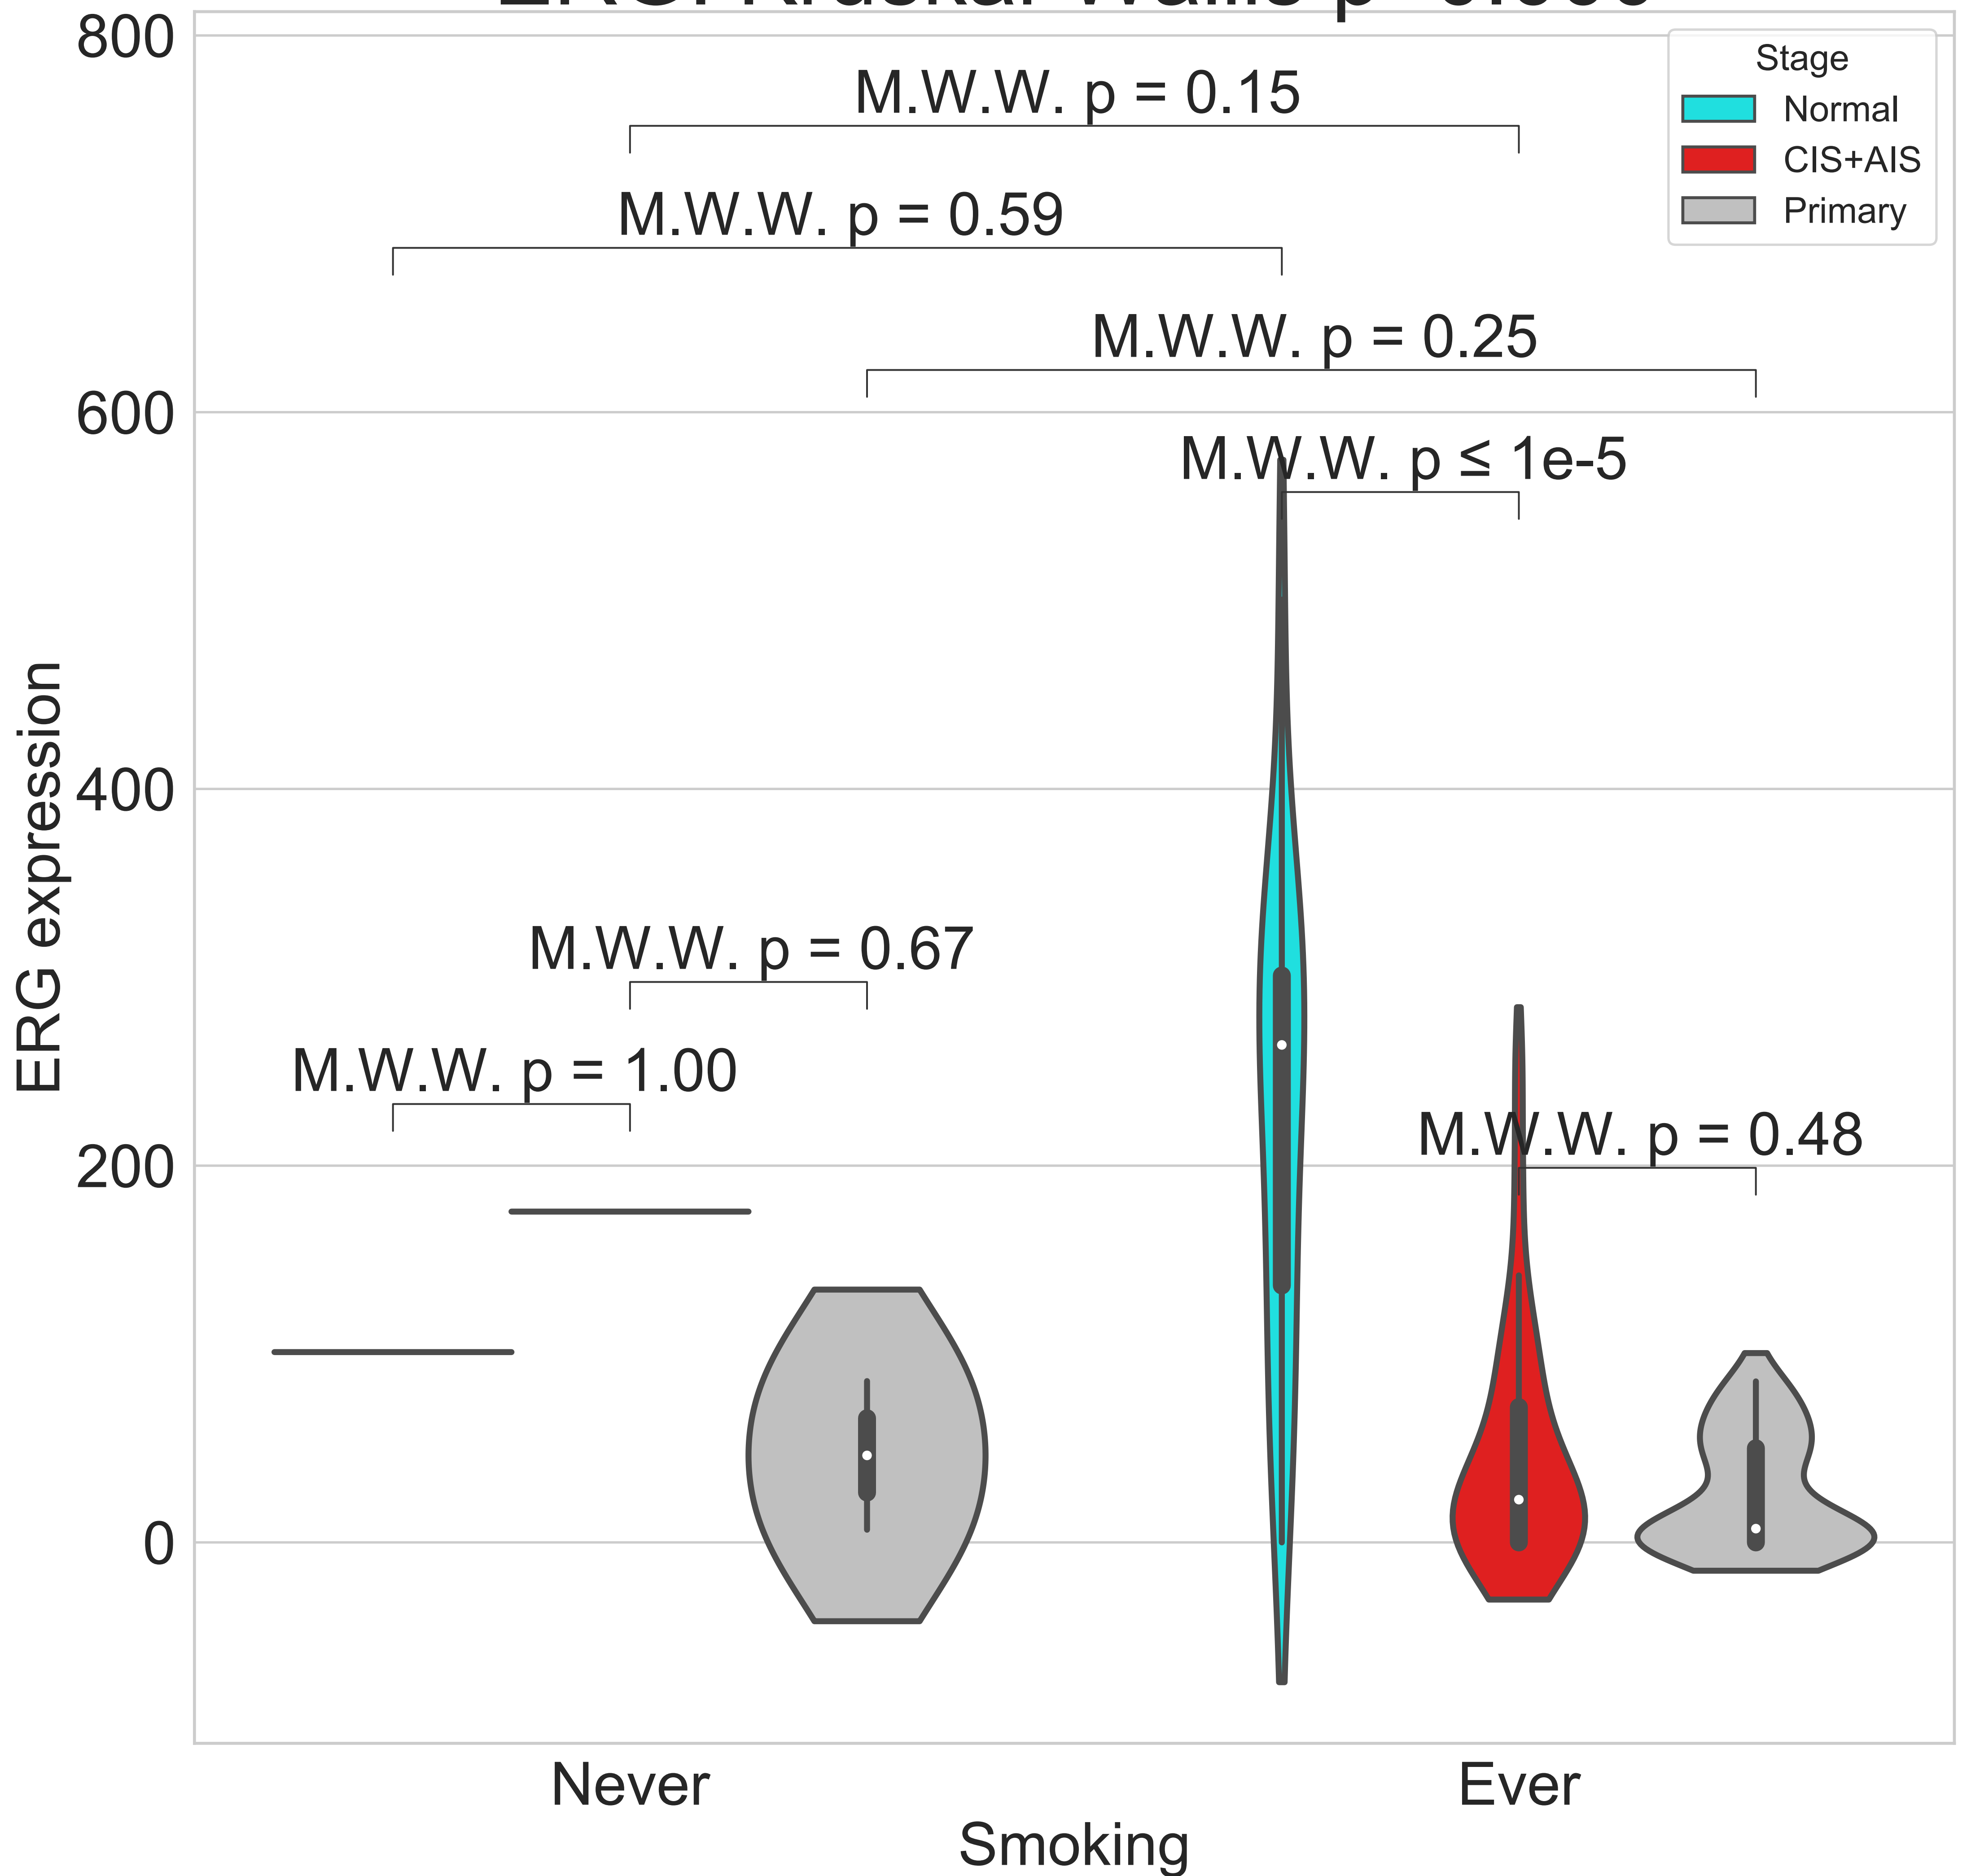 800
Stage
Normal
CIS+AIS
Primary
M.W.W. p = 0.15
M.W.W. p = 0.59
M.W.W. p = 0.25
600
M.W.W. p ≤ 1e-5
400
ERG expression
M.W.W. p = 0.67
M.W.W. p = 1.00
M.W.W. p = 0.48
200
0
Never
Ever
Smoking